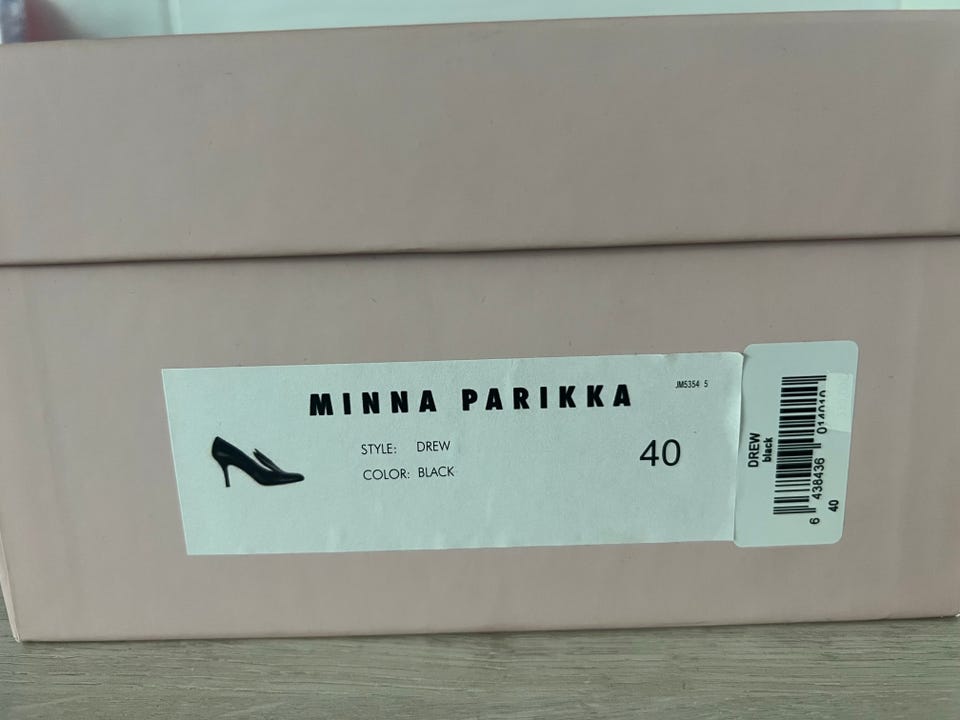 MINNA PARIKKA
JM5354 5
STYLE: DREW
COLOR: BLACK
40
DREW
black
6 438436 014010
40